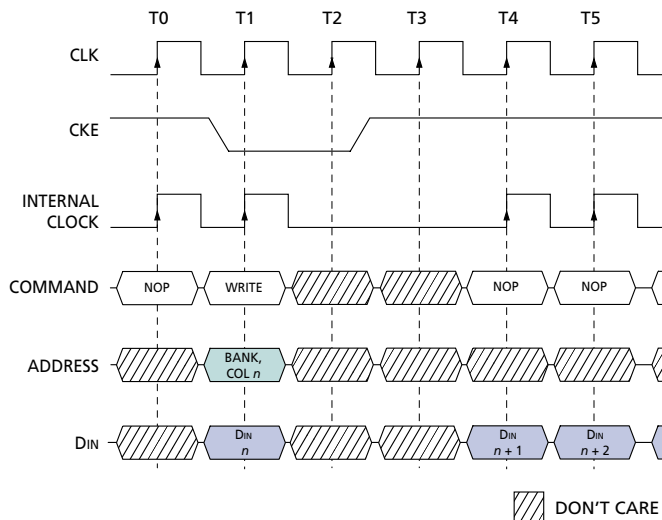 T0 T1 T2 T3 T4 T5
CLK
CKE
INTERNAL
CLOCK
COMMAND NOP WRITE NOP NOP
ADDRESS BANK,
COL n
DIN DIN
n DIN
n + 1 DIN
n + 2
DON'T CARE